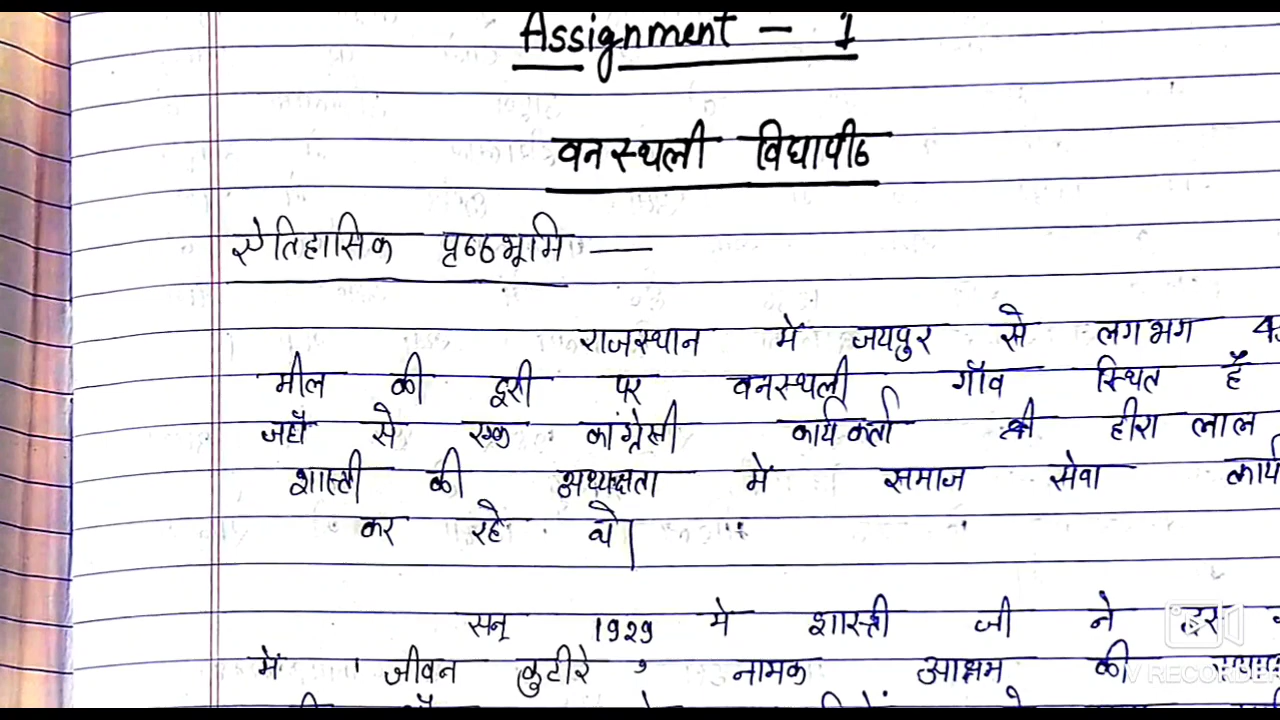 Assignment - 1
वनस्थली विद्यापीठ
ऐतिहासिक पृष्ठभूमि —
राजस्थान में जयपुर से लगभग
मील की दूरी पर वनस्थली गाँव स्थित है
जहाँ से एक कांग्रेसी कार्यकर्ता श्री हीरा लाल
शास्त्री की अध्यक्षता में समाज सेवा कार्य
कर रहे थे।
सन् 1929 मे शास्त्री जी ने
में ' जीवन कुटीरे ' नामक आश्रम की
V RECORDER